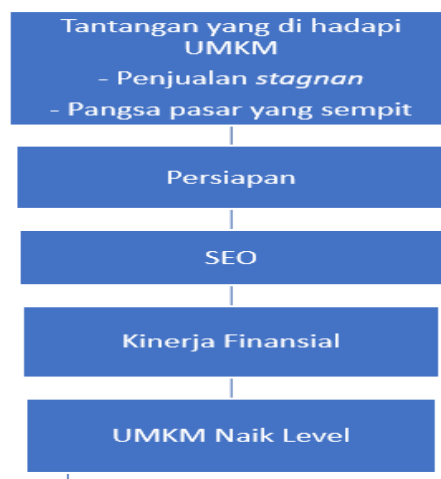 Tantangan yang di hadapi
UMKM
- Penjualan stagnan
- Pangsa pasar yang sempit
Persiapan
SEO
Kinerja Finansial
UMKM Naik Level